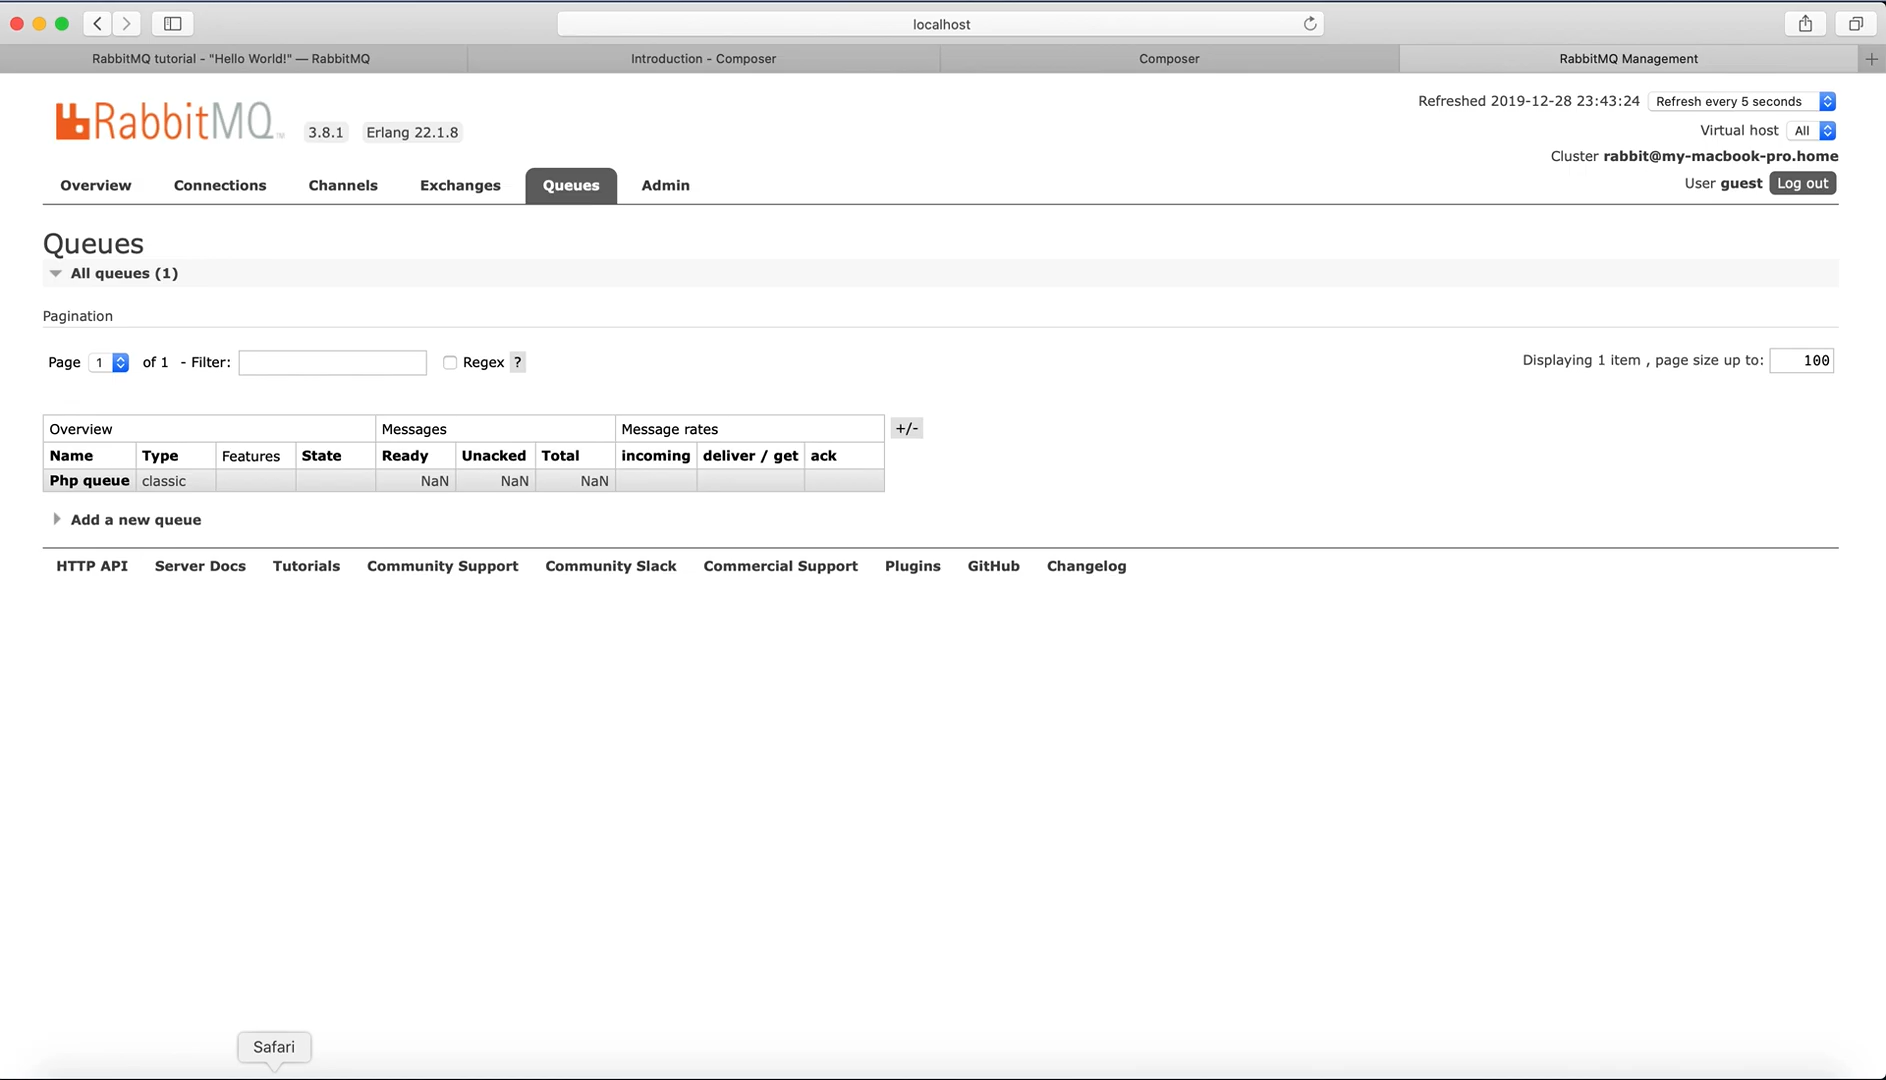 localhost
RabbitMQ tutorial - "Hello World!" — RabbitMQ
Introduction - Composer
Composer
RabbitMQ Management
RabbitMQ™ 3.8.1 Erlang 22.1.8
Refreshed 2019-12-28 23:43:24 Refresh every 5 seconds
Virtual host All
Cluster rabbit@my-macbook-pro.home
User guest Log out
Overview Connections Channels Exchanges Queues Admin
Queues
All queues (1)
Pagination
Page 1 of 1 - Filter: Regex ?
Displaying 1 item , page size up to: 100
Overview Messages Message rates +/-
Name Type Features State Ready Unacked Total incoming deliver / get ack
Php queue classic NaN NaN NaN
Add a new queue
HTTP API Server Docs Tutorials Community Support Community Slack Commercial Support Plugins GitHub Changelog
Safari